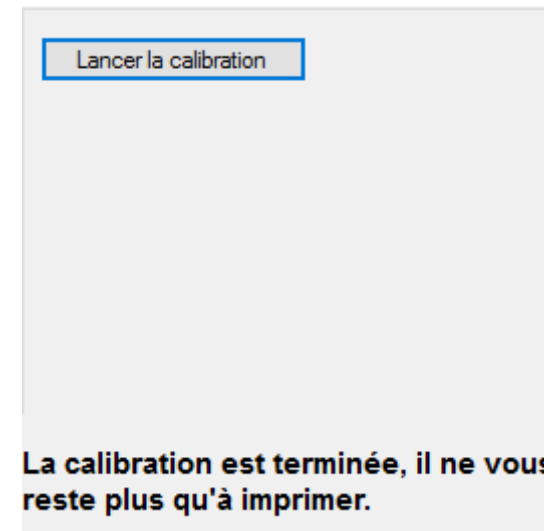 Lancer la calibration
La calibration est terminée, il ne vous
reste plus qu'à imprimer.